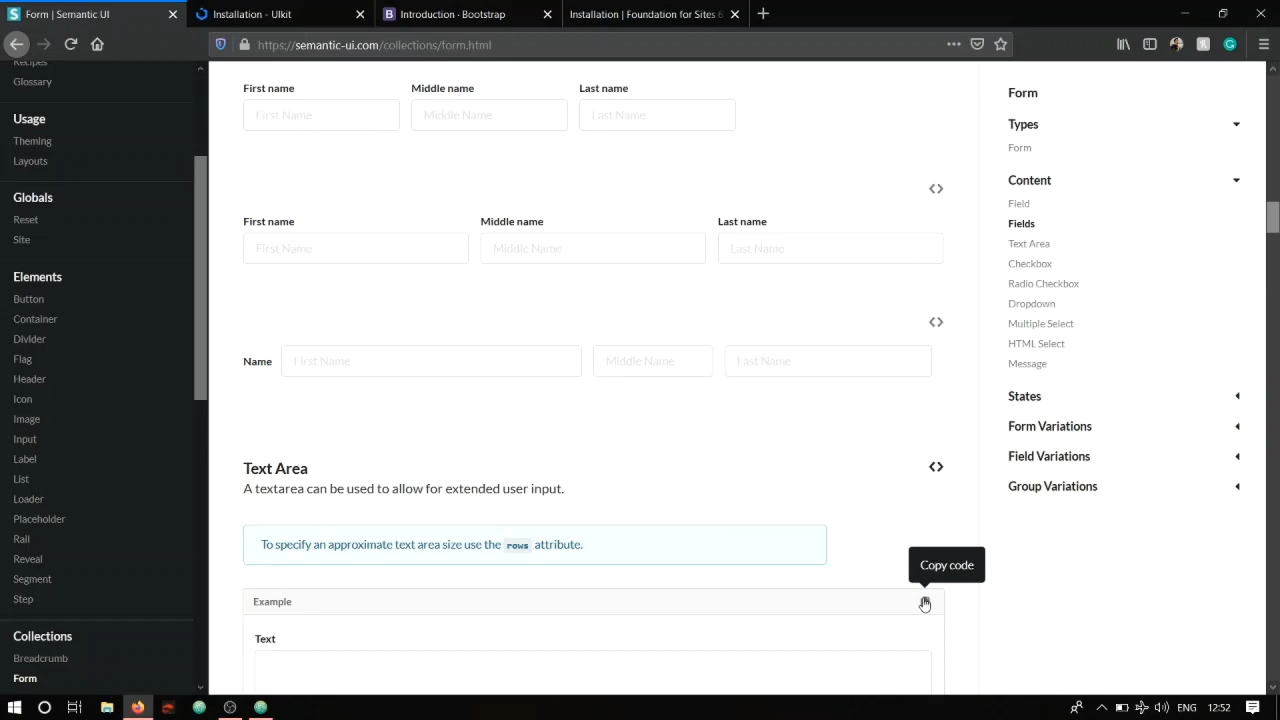 Form | Semantic UI
Installation - UIkit
Introduction · Bootstrap
Installation | Foundation for Sites 6
https://semantic-ui.com/collections/form.html
Recipes
Glossary
Usage
Theming
Layouts
Globals
Reset
Site
Elements
Button
Container
Divider
Flag
Header
Icon
Image
Input
Label
List
Loader
Placeholder
Rail
Reveal
Segment
Step
Collections
Breadcrumb
Form
First name Middle name Last name
First Name Middle Name Last Name
First name Middle name Last name
First Name Middle Name Last Name
Name First Name Middle Name Last Name
Text Area
A textarea can be used to allow for extended user input.
To specify an approximate text area size use the rows attribute.
Copy code
Example
Text
Form
Types
Form
Content
Field
Fields
Text Area
Checkbox
Radio Checkbox
Dropdown
Multiple Select
HTML Select
Message
States
Form Variations
Field Variations
Group Variations
ENG 12:52